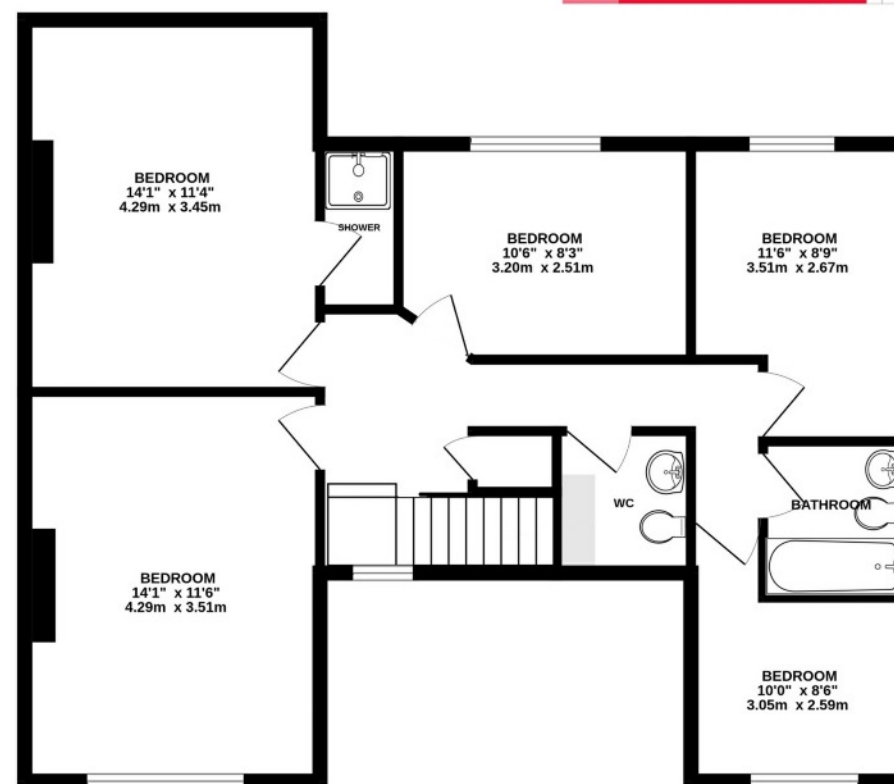 BEDROOM
14'1" x 11'4"
4.29m x 3.45m
SHOWER
BEDROOM
10'6" x 8'3"
3.20m x 2.51m
BEDROOM
11'6" x 8'9"
3.51m x 2.67m
BEDROOM
14'1" x 11'6"
4.29m x 3.51m
WC
BATHROOM
BEDROOM
10'0" x 8'6"
3.05m x 2.59m